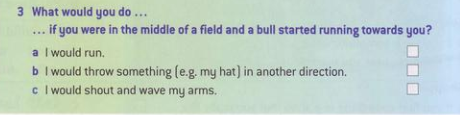 3 What would you do ...
... if you were in the middle of a field and a bull started running towards you?
a I would run.
b I would throw something (e.g. my hat) in another direction.
c I would shout and wave my arms.